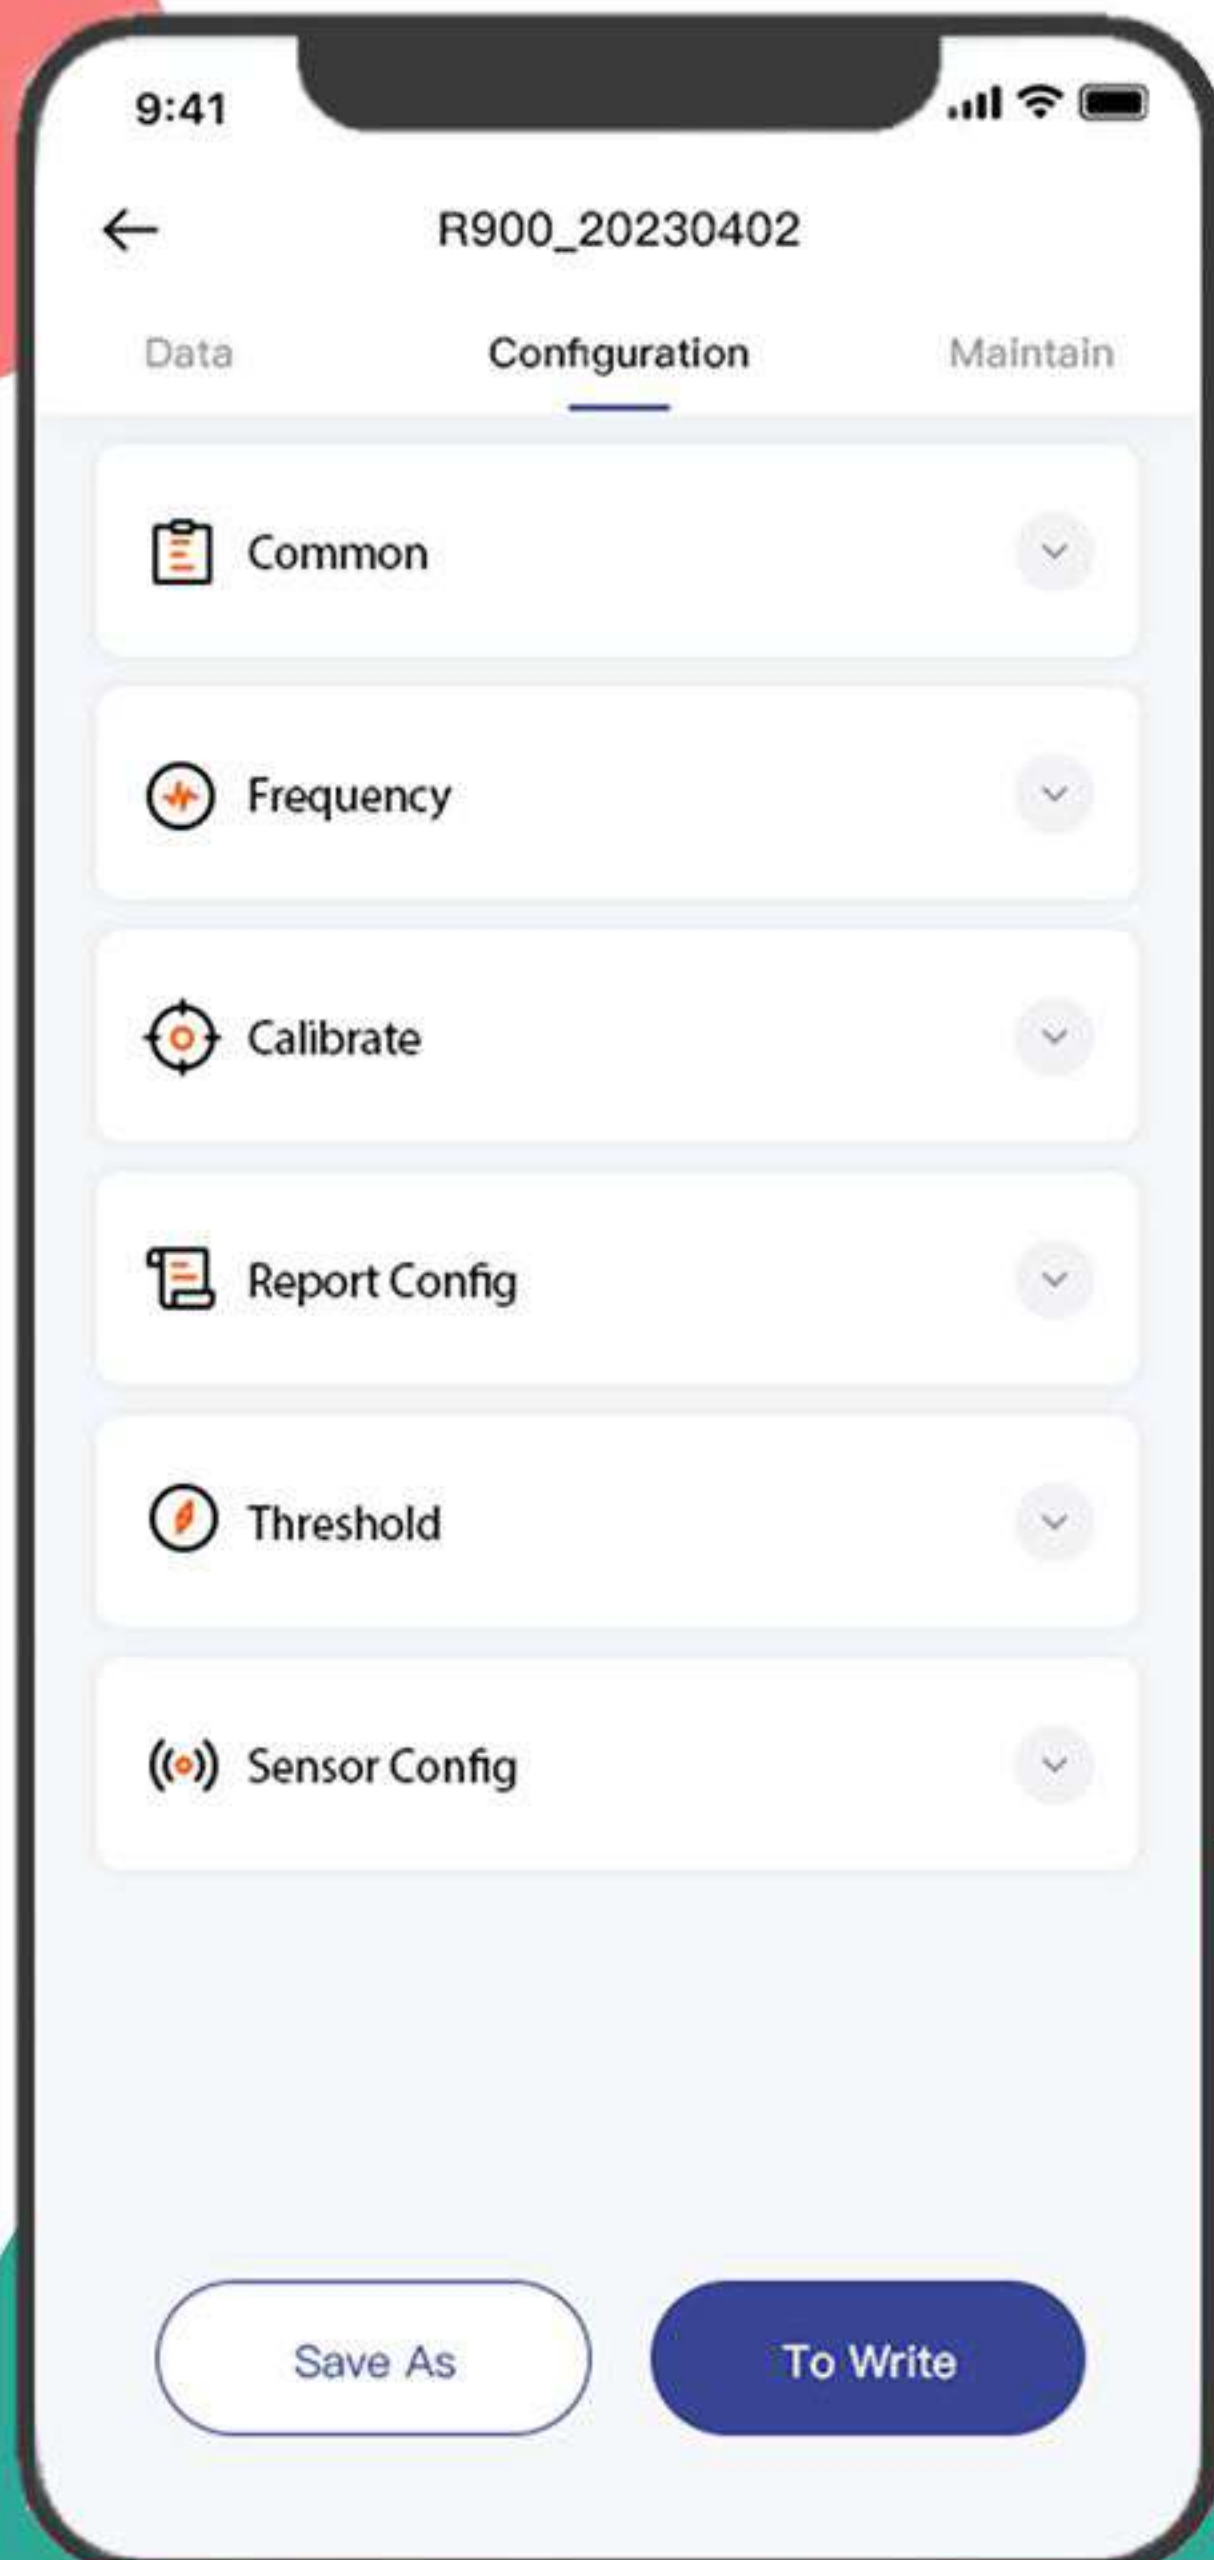 9:41
R900_20230402
Data Configuration Maintain
Common
Frequency
Calibrate
Report Config
Threshold
Sensor Config
Save As To Write